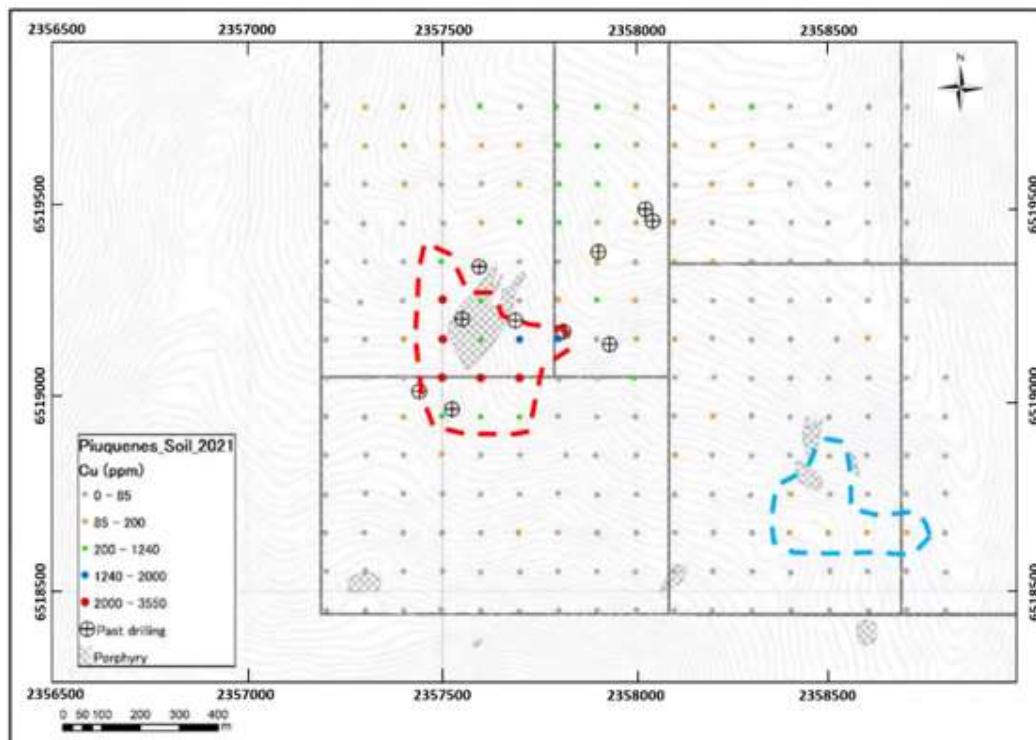 2356500 2357000 2357500 2358000 2358500
N
6519500 6519500
6519000 6519000
6518500 6518500
Piuquenes_Soil_2021
Cu (ppm)
0 - 85
85 - 200
200 - 1240
1240 - 2000
2000 - 3550
Past drilling
Porphyry
2356500 2357000 2357500 2358000 2358500
0 50 100 200 300 400
m